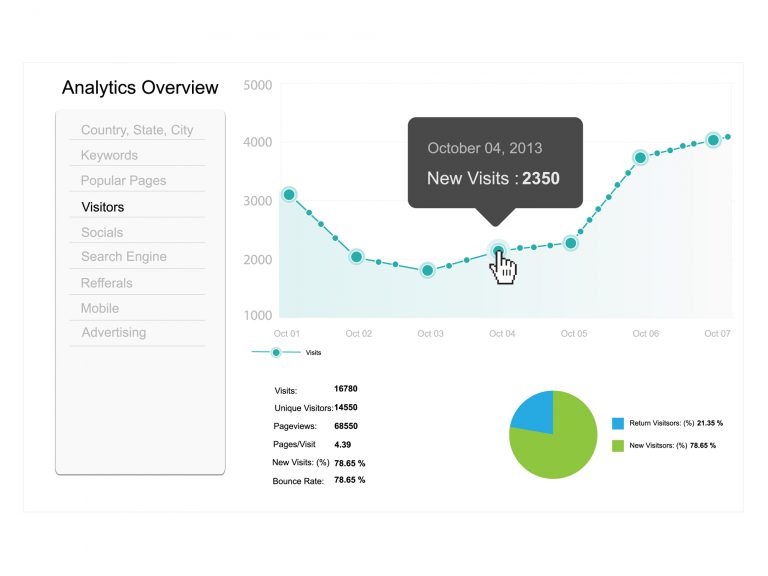 Analytics Overview
Country, State, City
Keywords
Popular Pages
Visitors
Socials
Search Engine
Refferals
Mobile
Advertising
5000
4000
3000
2000
1000
October 04, 2013
New Visits : 2350
Oct 01 Oct 02 Oct 03 Oct 04 Oct 05 Oct 06 Oct 07
Visits
Visits: 16780
Unique Visitors: 14550
Pageviews: 68550
Pages/Visit 4.39
New Visits: (%) 78.65 %
Bounce Rate: 78.65 %
Return Visitsors: (%) 21.35 %
New Visitsors: (%) 78.65 %